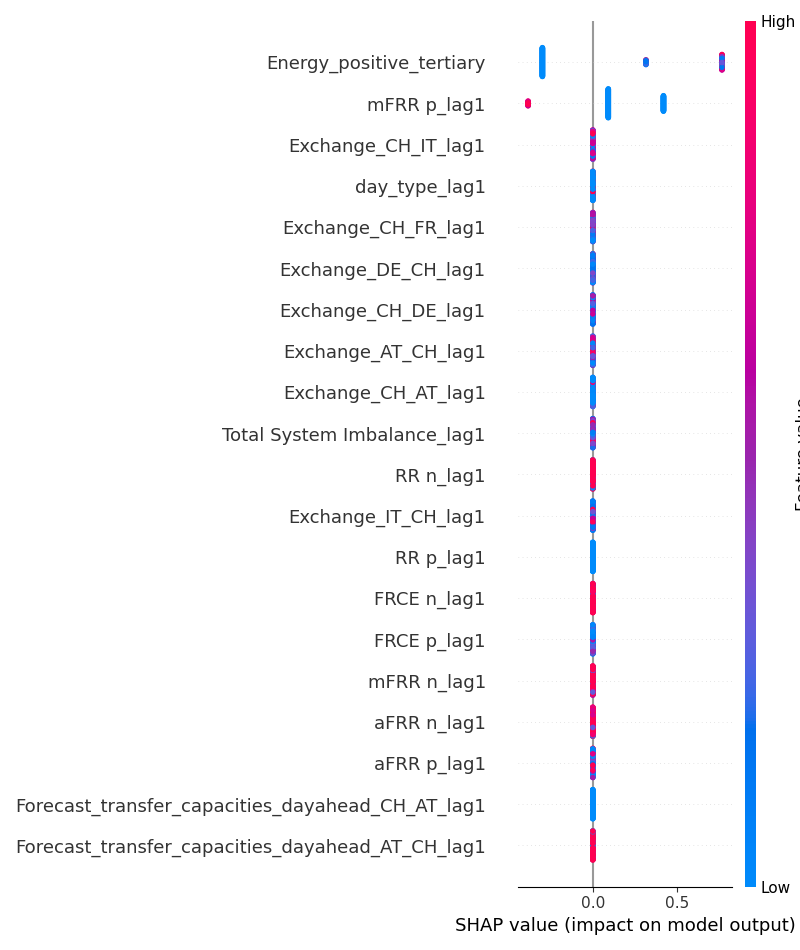 High
Energy_positive_tertiary
mFRR p_lag1
Exchange_CH_IT_lag1
day_type_lag1
Exchange_CH_FR_lag1
Exchange_DE_CH_lag1
Exchange_CH_DE_lag1
Exchange_AT_CH_lag1
Exchange_CH_AT_lag1
Total System Imbalance_lag1
RR n_lag1
Exchange_IT_CH_lag1
RR p_lag1
FRCE n_lag1
FRCE p_lag1
mFRR n_lag1
aFRR n_lag1
aFRR p_lag1
Forecast_transfer_capacities_dayahead_CH_AT_lag1
Forecast_transfer_capacities_dayahead_AT_CH_lag1
Low
0.0 0.5
SHAP value (impact on model output)
Feature value